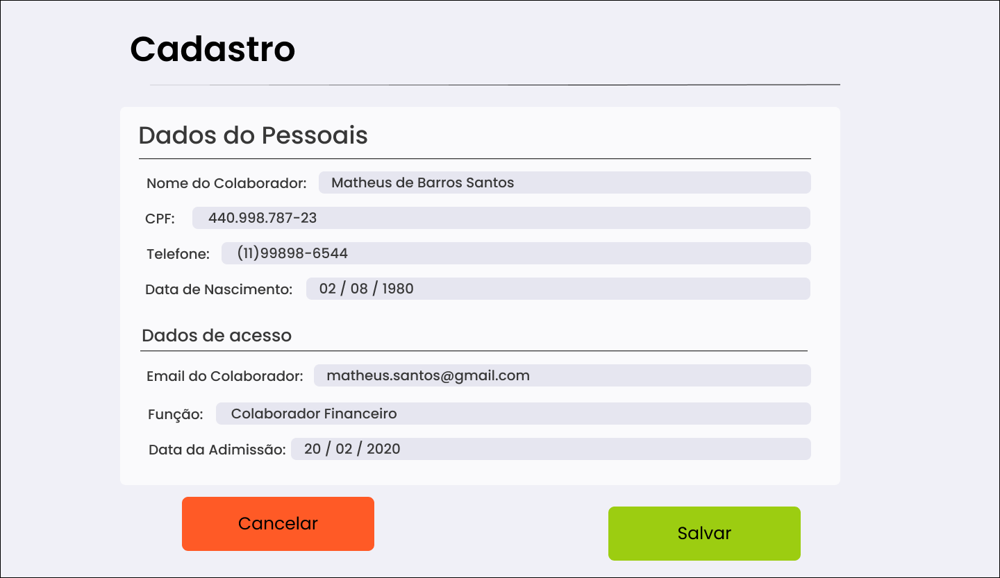 Cadastro
Dados do Pessoais
Nome do Colaborador: Matheus de Barros Santos
CPF: 440.998.787-23
Telefone: (11)99898-6544
Data de Nascimento: 02 / 08 / 1980
Dados de acesso
Email do Colaborador: matheus.santos@gmail.com
Função: Colaborador Financeiro
Data da Adimissão: 20 / 02 / 2020
Cancelar
Salvar